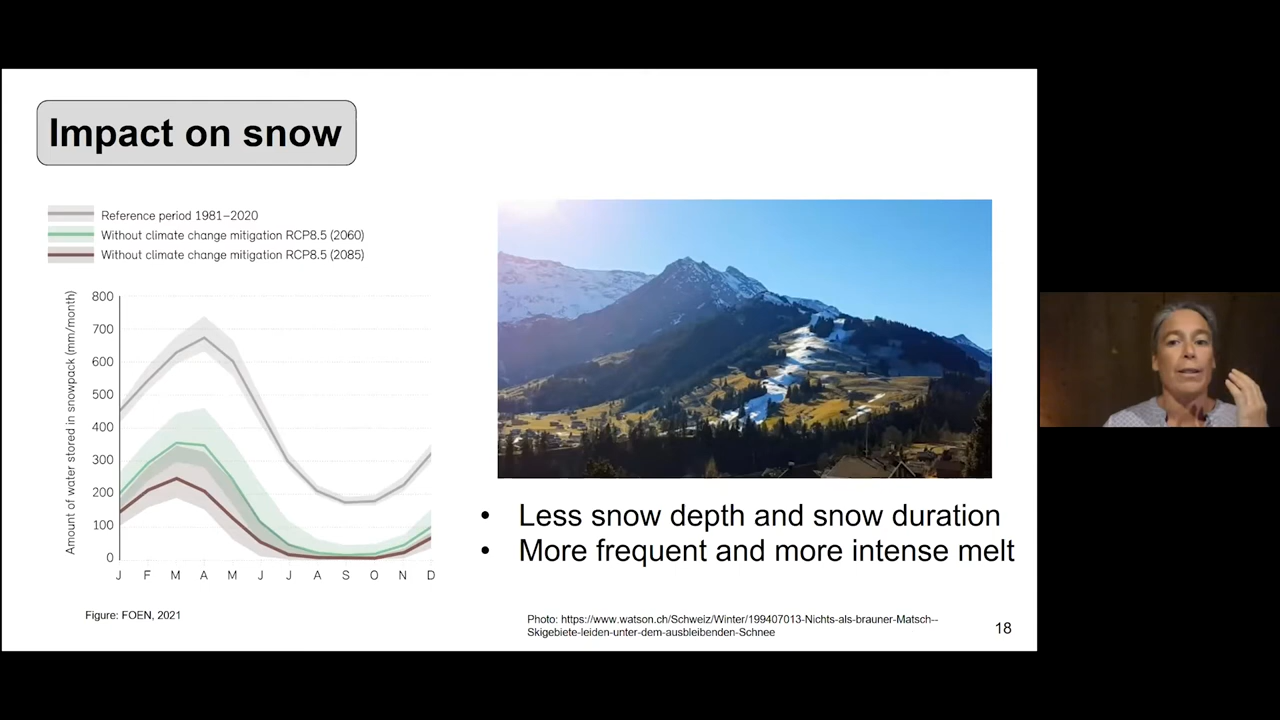 Impact on snow
Reference period 1981–2020
Without climate change mitigation RCP8.5 (2060)
Without climate change mitigation RCP8.5 (2085)
Amount of water stored in snowpack (mm/month)
800
700
600
500
400
300
200
100
0
J F M A M J J A S O N D
Figure: FOEN, 2021
• Less snow depth and snow duration
• More frequent and more intense melt
Photo: https://www.watson.ch/Schweiz/Winter/199407013-Nichts-als-brauner-Matsch--
Skigebiete-leiden-unter-dem-ausbleibenden-Schnee
18